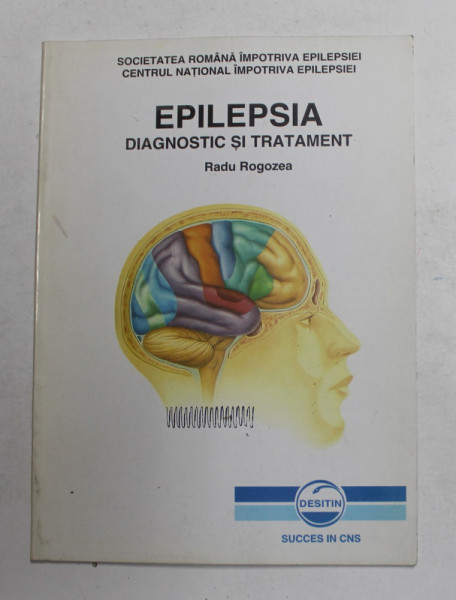 SOCIETATEA ROMÂNĂ ÎMPOTRIVA EPILEPSIEI
CENTRUL NAȚIONAL ÎMPOTRIVA EPILEPSIEI
EPILEPSIA
DIAGNOSTIC ȘI TRATAMENT
Radu Rogozea
DESITIN
SUCCES IN CNS